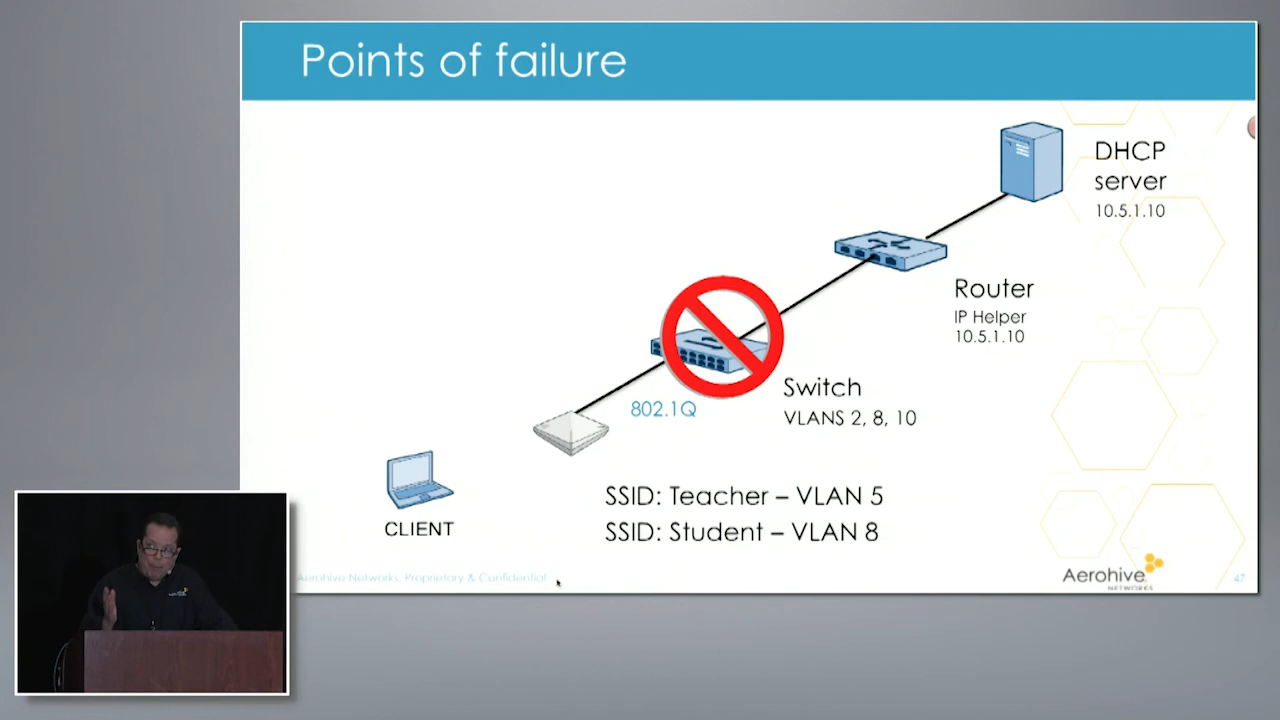 Points of failure
DHCP
server
10.5.1.10
Router
IP Helper
10.5.1.10
Switch
VLANS 2, 8, 10
802.1Q
CLIENT
SSID: Teacher – VLAN 5
SSID: Student – VLAN 8
Aerohive Networks, Proprietary & Confidential
Aerohive
NETWORKS
47